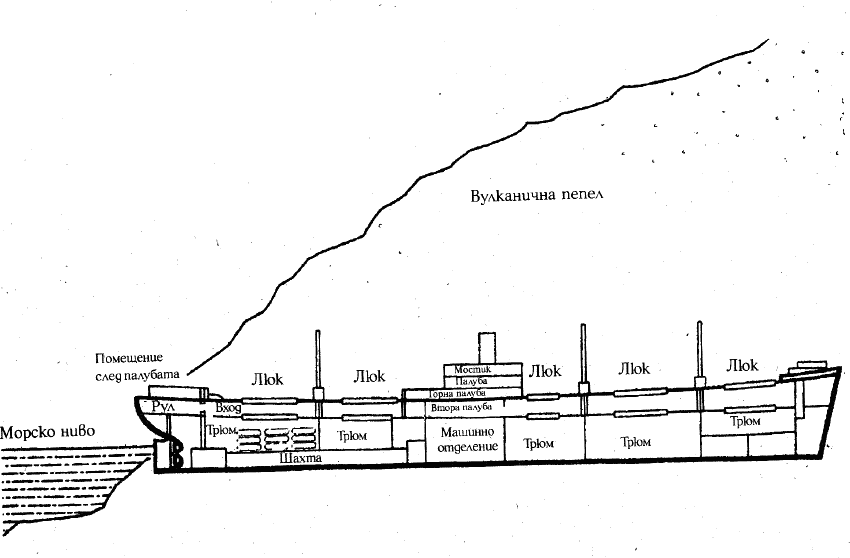 Вулканична пепел
Помещение
след палубата
Люк
Люк
Мостик
Палуба
Горна палуба
Втора палуба
Люк
Люк
Люк
Рул
Вход
Морско ниво
Трюм
Трюм
Машинно
отделение
Трюм
Трюм
Трюм
Шахта